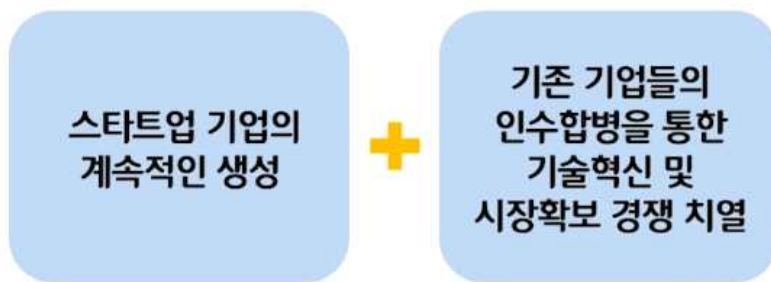 스타트업 기업의
계속적인 생성
+
기존 기업들의
인수합병을 통한
기술혁신 및
시장확보 경쟁 치열